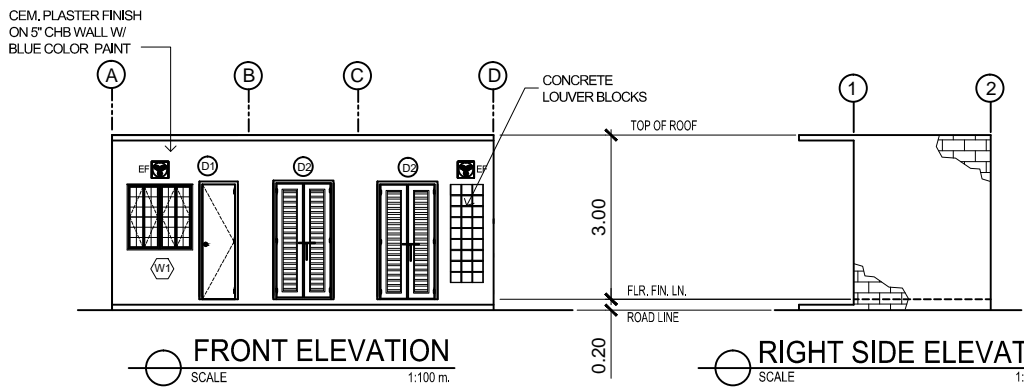 CEM. PLASTER FINISH
ON 5" CHB WALL W/
BLUE COLOR PAINT
A
B
C
D
CONCRETE
LOUVER BLOCKS
1
2
TOP OF ROOF
EF
D1
D2
D2
EF
W1
3.00
FLR. FIN. LN.
ROAD LINE
0.20
FRONT ELEVATION
SCALE
1:100 m.
RIGHT SIDE ELEVAT
SCALE
1: